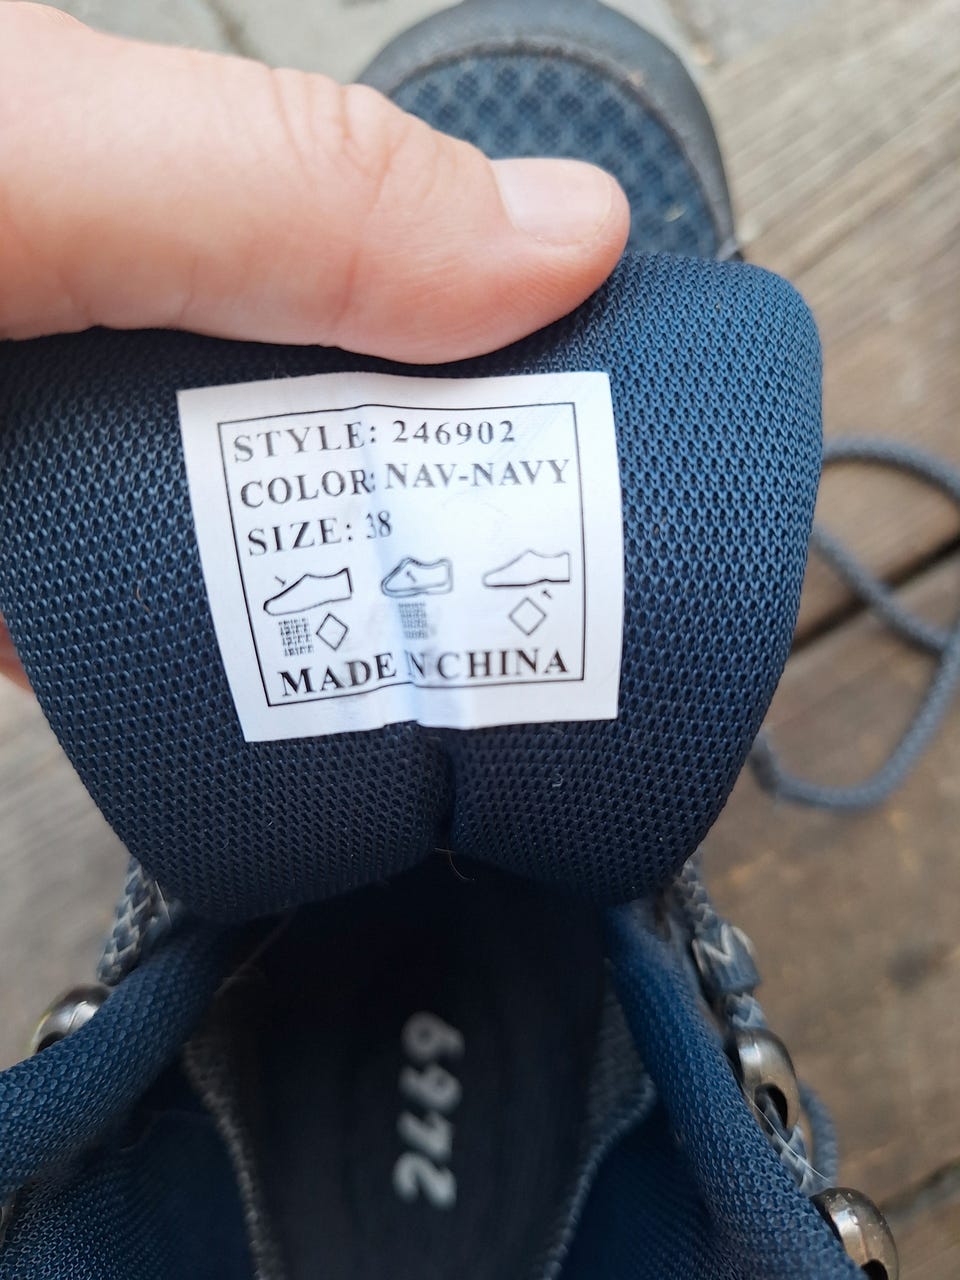 STYLE: 246902
COLOR: NAV-NAVY
SIZE: 38
MADE IN CHINA
2469